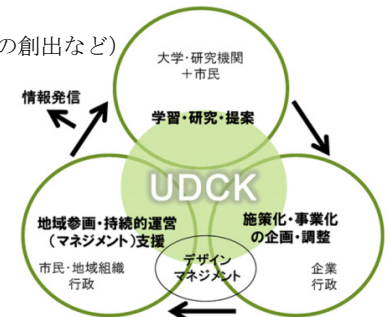 の創出など）
大学・研究機関
＋市民
情報発信
学習・研究・提案
UDCK
地域参画・持続的運営
（マネジメント）支援
施策化・事業化
の企画・調整
デザイン
マネジメント
市民・地域組織
行政
企業
行政